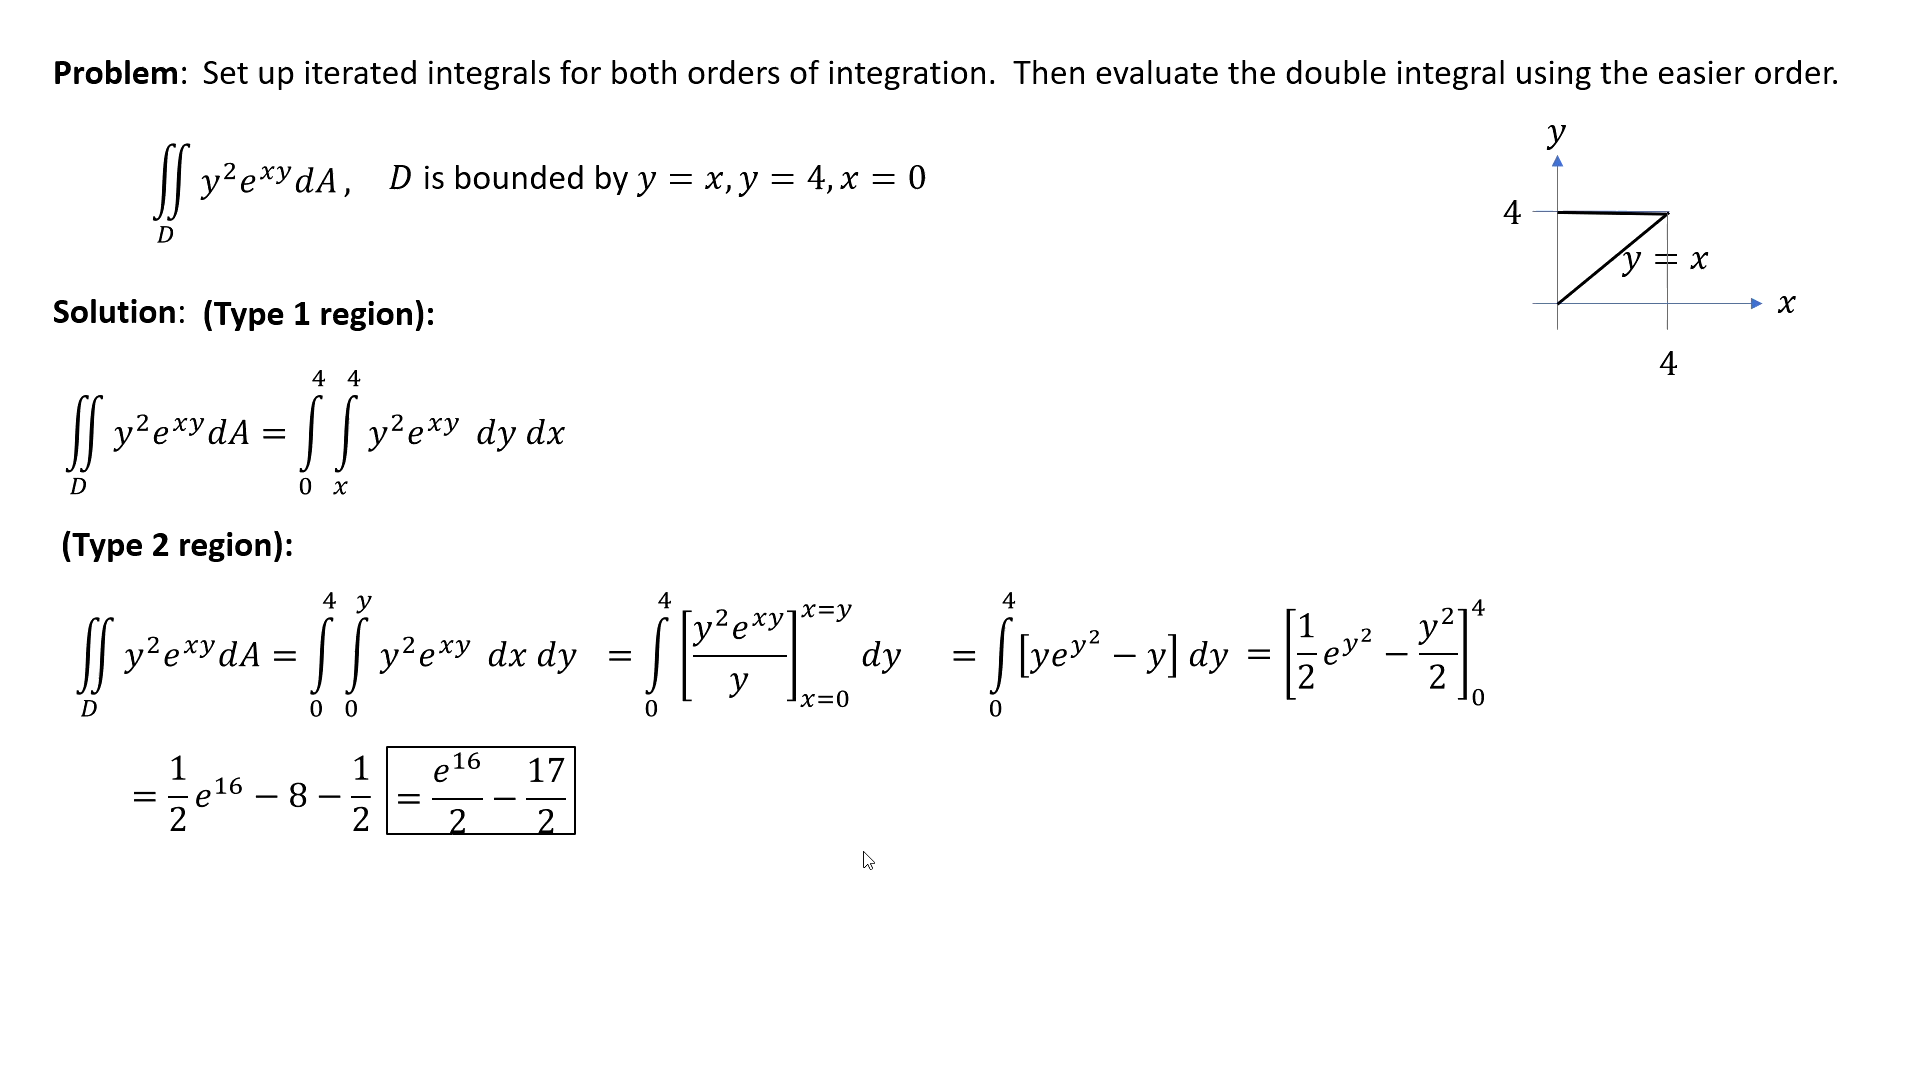 Problem: Set up iterated integrals for both orders of integration. Then evaluate the double integral using the easier order.
∬_D y²e^{xy}dA, D is bounded by y = x, y = 4, x = 0
y
4
y = x
x
4
Solution: (Type 1 region):
∬_D y²e^{xy}dA = ∫_0^4 ∫_x^4 y²e^{xy} dy dx
(Type 2 region):
∬_D y²e^{xy}dA = ∫_0^4 ∫_0^y y²e^{xy} dx dy = ∫_0^4 [y²e^{xy}/y]_{x=0}^{x=y} dy = ∫_0^4 [ye^{y²} − y] dy = [1/2 e^{y²} − y²/2]_0^4
= 1/2 e^{16} − 8 − 1/2 = e^{16}/2 − 17/2